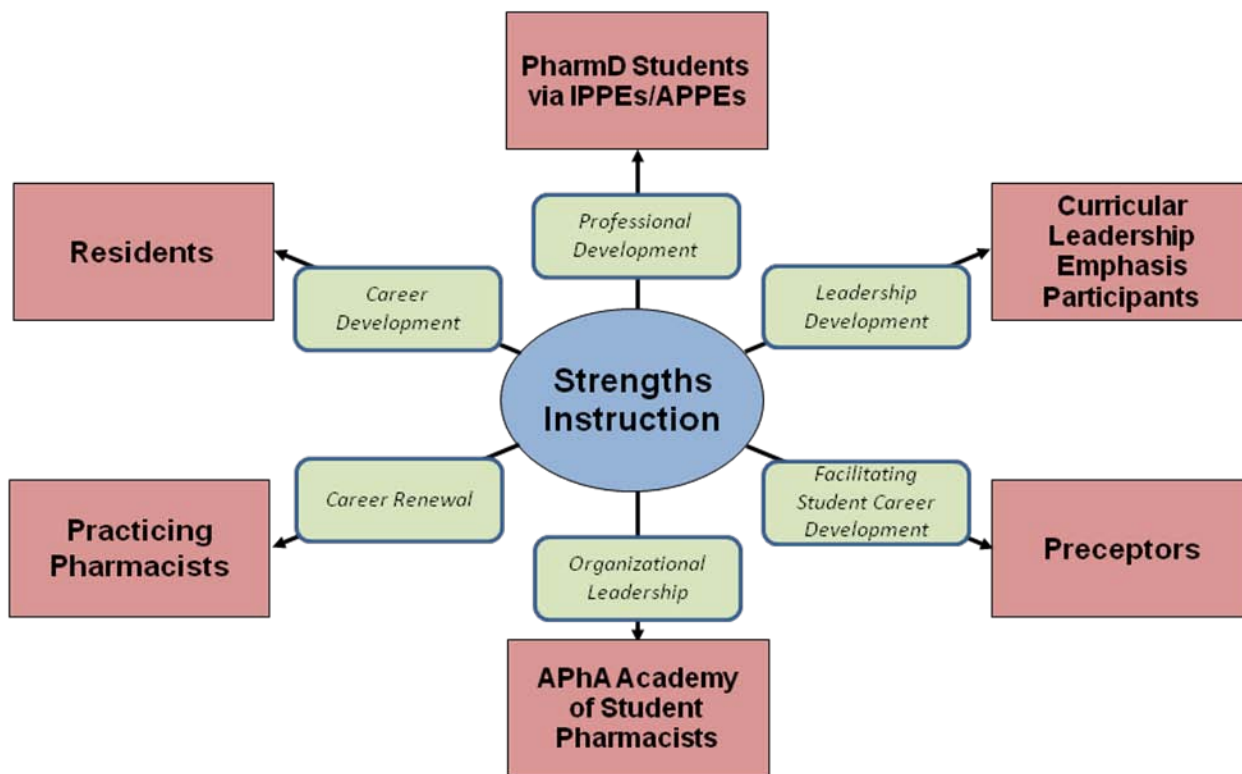 PharmD Students
via IPPEs/APPEs
Professional
Development
Residents
Career
Development
Curricular
Leadership
Emphasis
Participants
Leadership
Development
Strengths
Instruction
Practicing
Pharmacists
Career Renewal
Facilitating
Student Career
Development
Preceptors
Organizational
Leadership
APhA Academy
of Student
Pharmacists